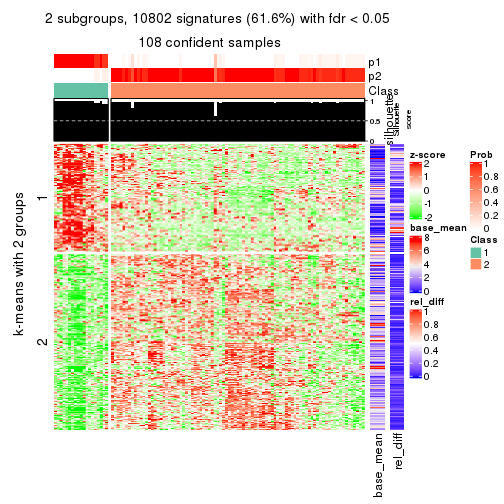 2 subgroups, 10802 signatures (61.6%) with fdr < 0.05
108 confident samples
p1
p2
Class
1
0.5
0
silhouette
Silhouette
score
k-means with 2 groups
1
2
base_mean
rel_diff
z-score
2
1
0
-1
-2
base_mean
8
6
4
2
0
rel_diff
1
0.8
0.6
0.4
0.2
0
Prob
1
0.8
0.6
0.4
0.2
0
Class
1
2